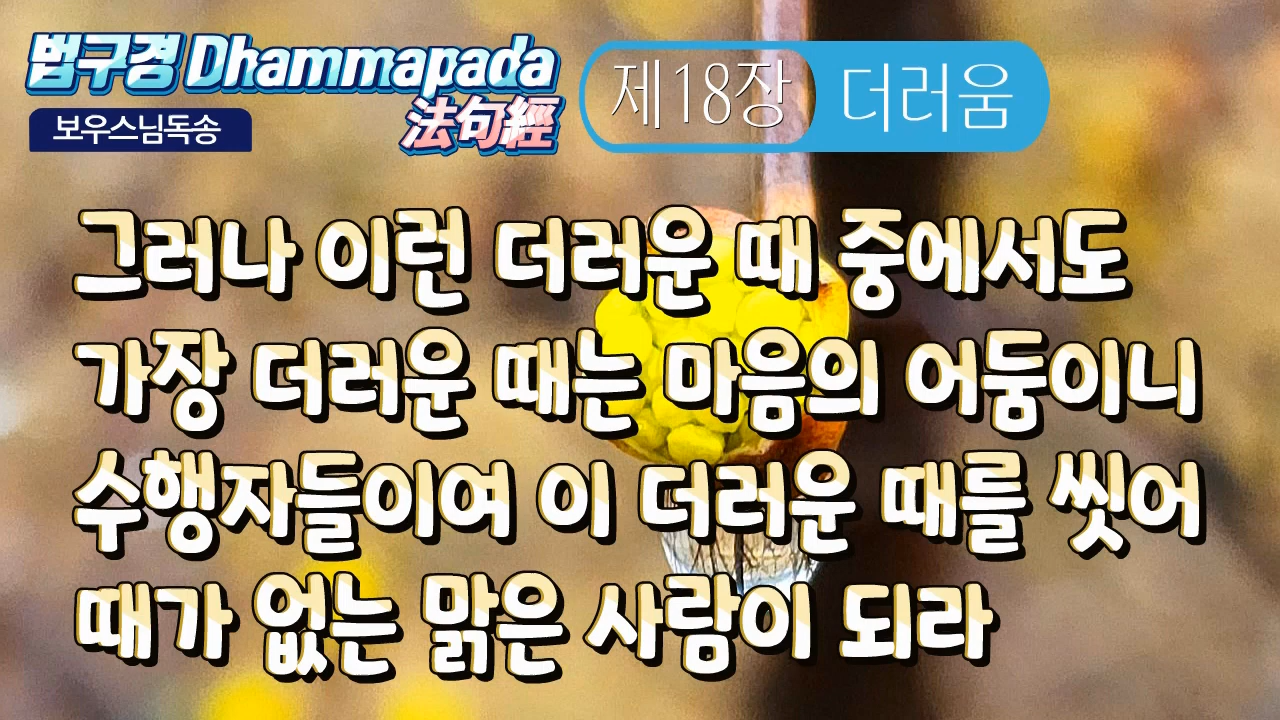 법구경 Dhammapada
法句經
보우스님독송
제18장 더러움
그러나 이런 더러운 때 중에서도
가장 더러운 때는 마음의 어둠이니
수행자들이여 이 더러운 때를 씻어
때가 없는 맑은 사람이 되라